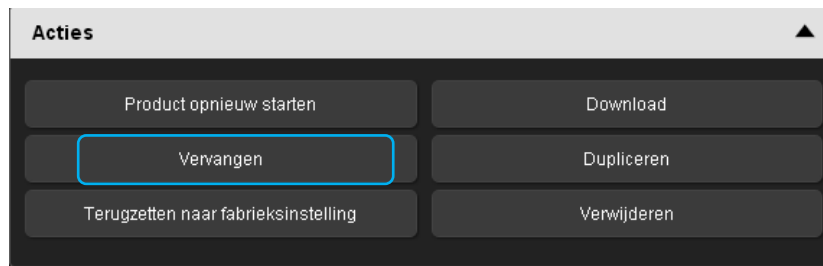 Acties
Product opnieuw starten
Download
Vervangen
Dupliceren
Terugzetten naar fabrieksinstelling
Verwijderen